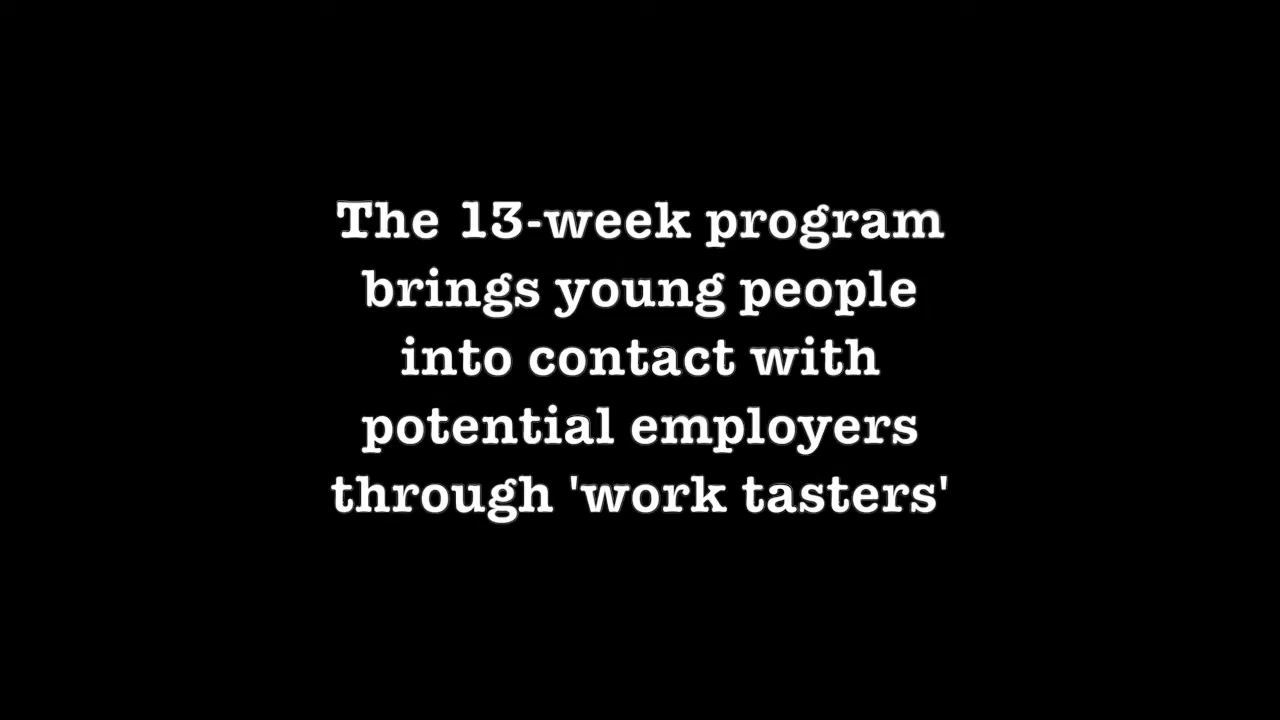 The 13-week program
brings young people
into contact with
potential employers
through 'work tasters'